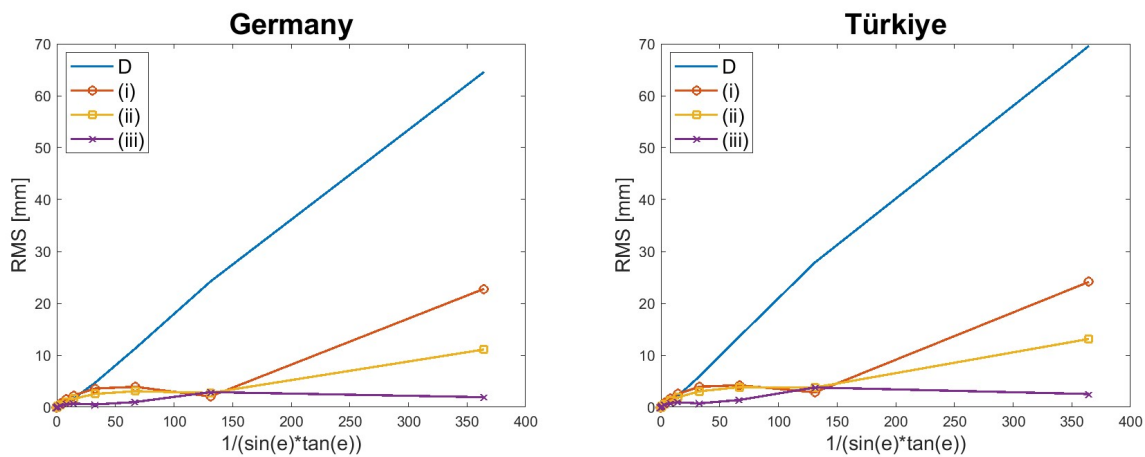 Germany
70
60
50
40
30
20
10
0
0 50 100 150 200 250 300 350 400
RMS [mm]
1/(sin(e)*tan(e))
D
(i)
(ii)
(iii)
Türkiye
70
60
50
40
30
20
10
0
0 50 100 150 200 250 300 350 400
RMS [mm]
1/(sin(e)*tan(e))
D
(i)
(ii)
(iii)